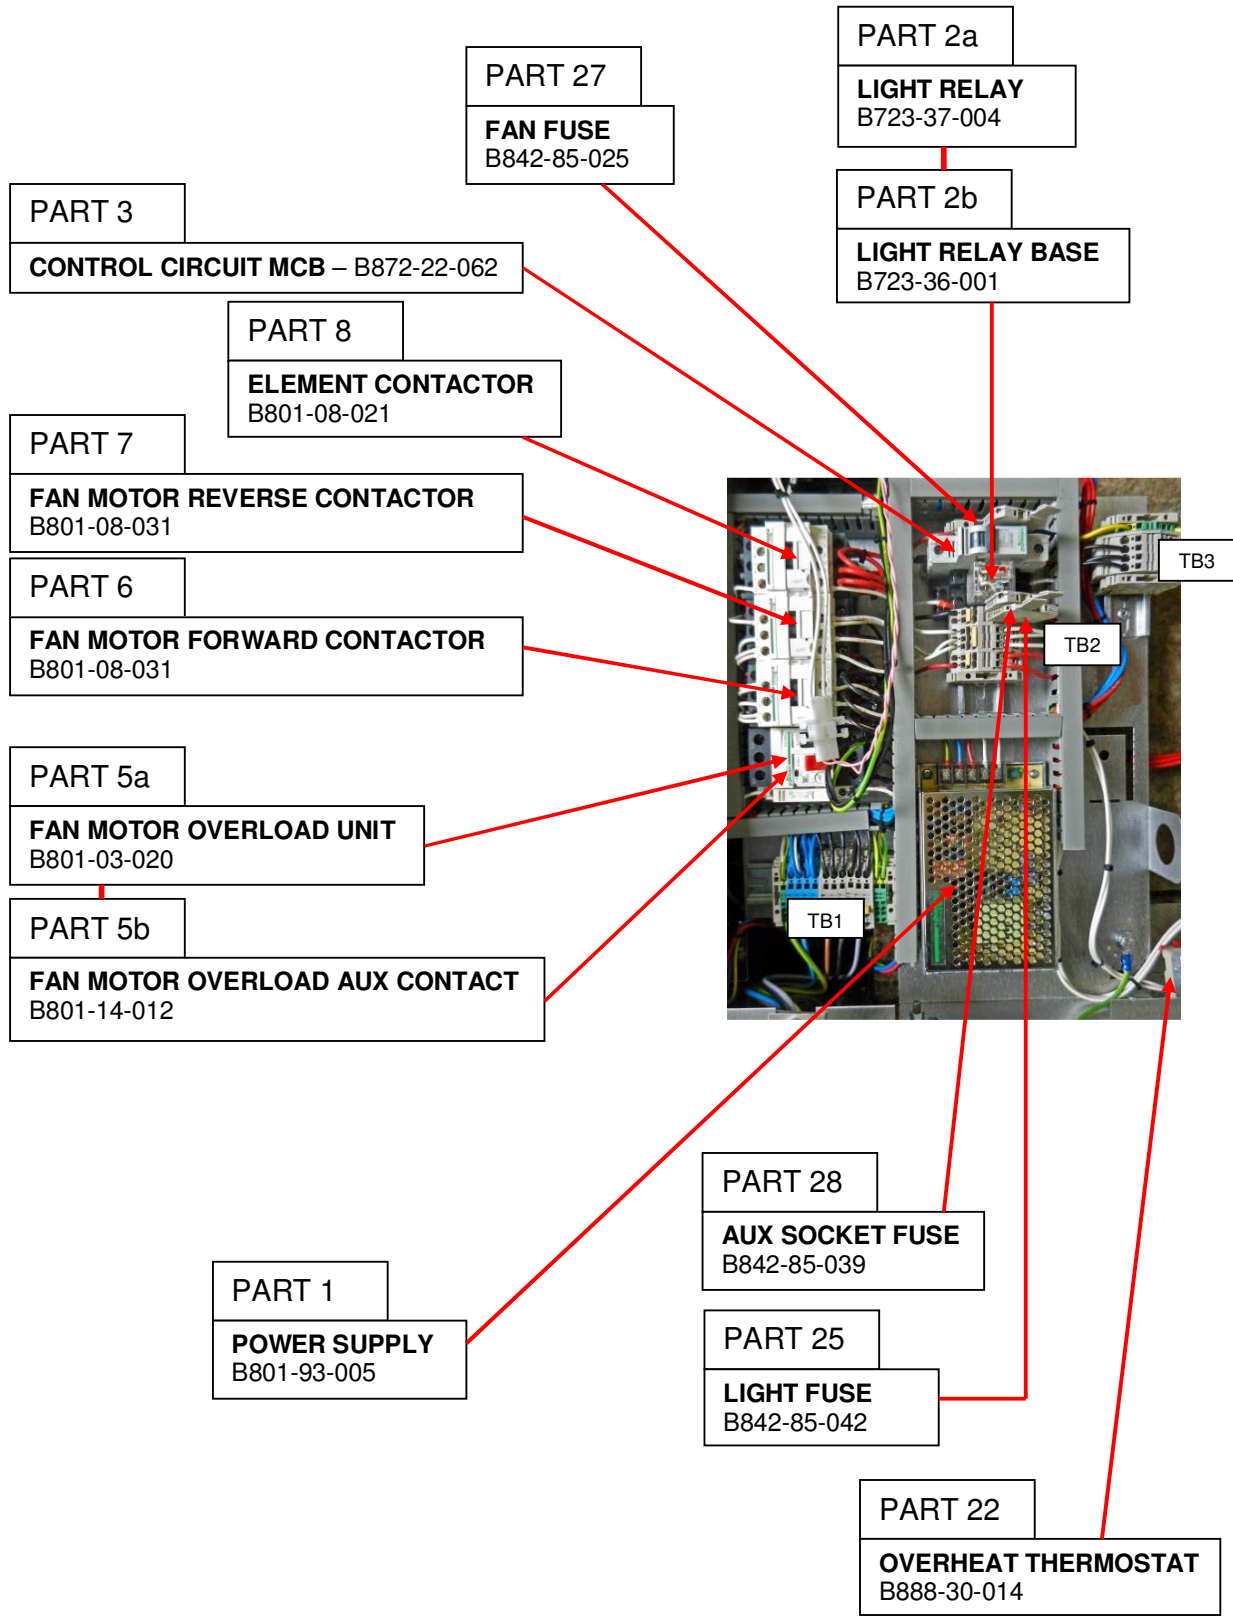 PART 2a
LIGHT RELAY
B723-37-004
PART 27
FAN FUSE
B842-85-025
PART 2b
LIGHT RELAY BASE
B723-36-001
PART 3
CONTROL CIRCUIT MCB – B872-22-062
PART 8
ELEMENT CONTACTOR
B801-08-021
PART 7
FAN MOTOR REVERSE CONTACTOR
B801-08-031
PART 6
FAN MOTOR FORWARD CONTACTOR
B801-08-031
TB3
TB2
PART 5a
FAN MOTOR OVERLOAD UNIT
B801-03-020
PART 5b
FAN MOTOR OVERLOAD AUX CONTACT
B801-14-012
TB1
PART 28
AUX SOCKET FUSE
B842-85-039
PART 1
POWER SUPPLY
B801-93-005
PART 25
LIGHT FUSE
B842-85-042
PART 22
OVERHEAT THERMOSTAT
B888-30-014